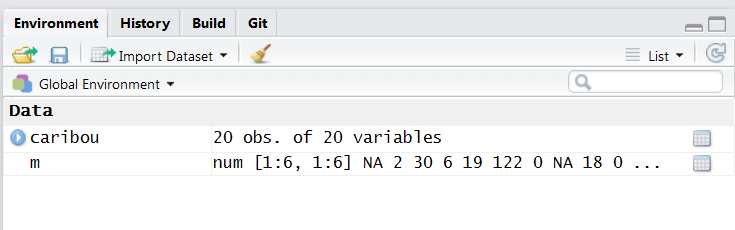 Environment History Build Git
Import Dataset List
Global Environment
Data
caribou 20 obs. of 20 variables
m num [1:6, 1:6] NA 2 30 6 19 122 0 NA 18 0 ...